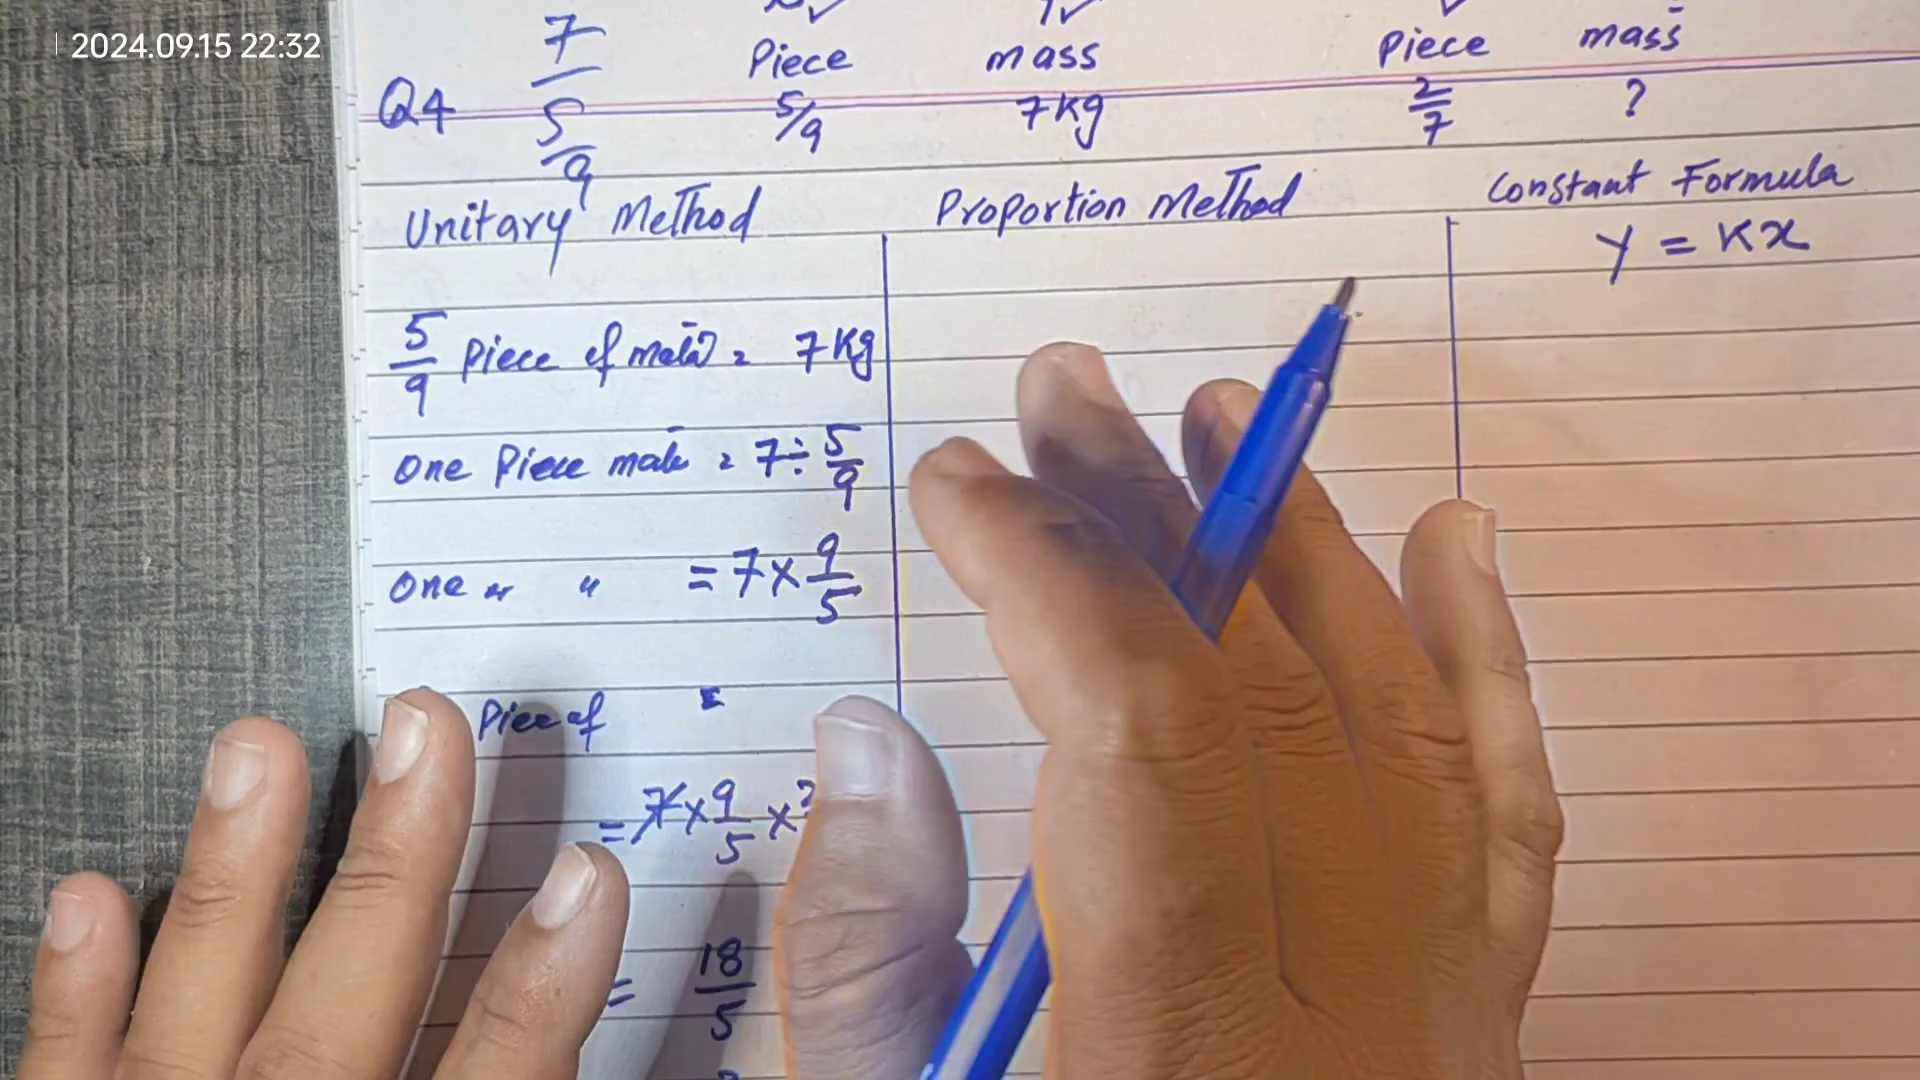 2024.09.15 22:32
Piece mass Piece mass
Q4 7/5/9 5/9 7kg 2/7 ?
Unitary Method Proportion Method Constant Formula
y = Kx
5/9 Piece of = 7kg
One Piece = 7 ÷ 5/9
One " " = 7 × 9/5
Piece of =
= 7 × 9/5 ×
= 18/5